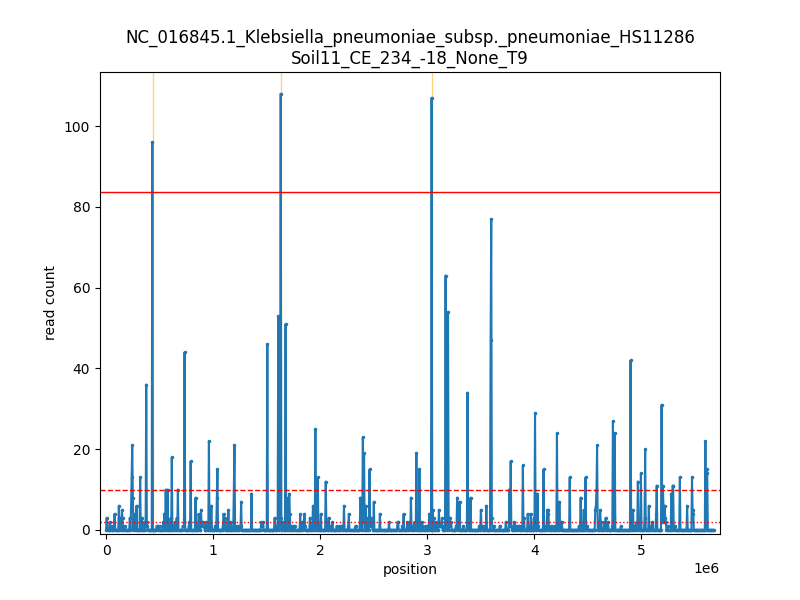 NC_016845.1_Klebsiella_pneumoniae_subsp._pneumoniae_HS11286
Soil11_CE_234_-18_None_T9
100
80
60
40
20
0
read count
0 1 2 3 4 5
1e6
position